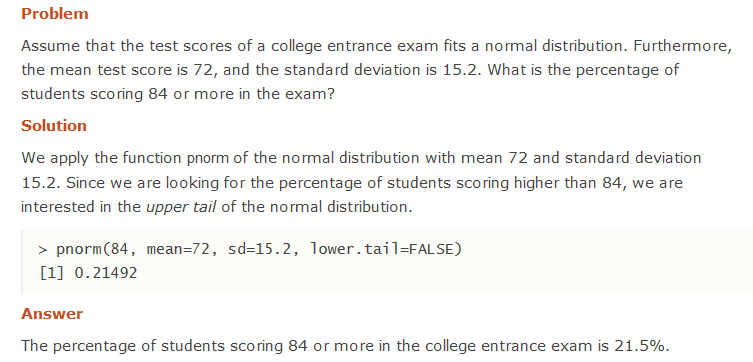 Problem
Assume that the test scores of a college entrance exam fits a normal distribution. Furthermore,
the mean test score is 72, and the standard deviation is 15.2. What is the percentage of
students scoring 84 or more in the exam?
Solution
We apply the function pnorm of the normal distribution with mean 72 and standard deviation
15.2. Since we are looking for the percentage of students scoring higher than 84, we are
interested in the upper tail of the normal distribution.
> pnorm(84, mean=72, sd=15.2, lower.tail=FALSE)
[1] 0.21492
Answer
The percentage of students scoring 84 or more in the college entrance exam is 21.5%.